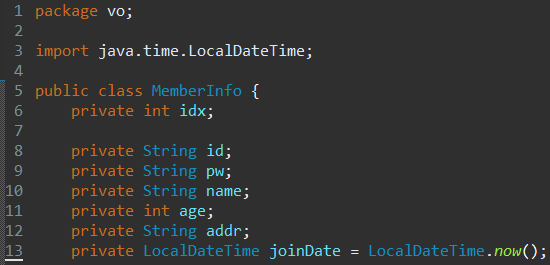 1 package vo;
2
3 import java.time.LocalDateTime;
4
5 public class MemberInfo {
6     private int idx;
7
8     private String id;
9     private String pw;
10     private String name;
11     private int age;
12     private String addr;
13     private LocalDateTime joinDate = LocalDateTime.now();